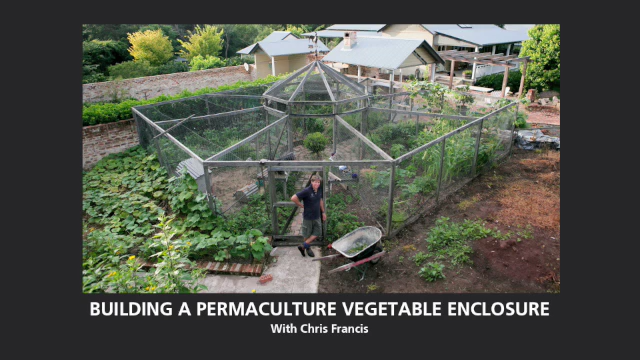 BUILDING A PERMACULTURE VEGETABLE ENCLOSURE
With Chris Francis